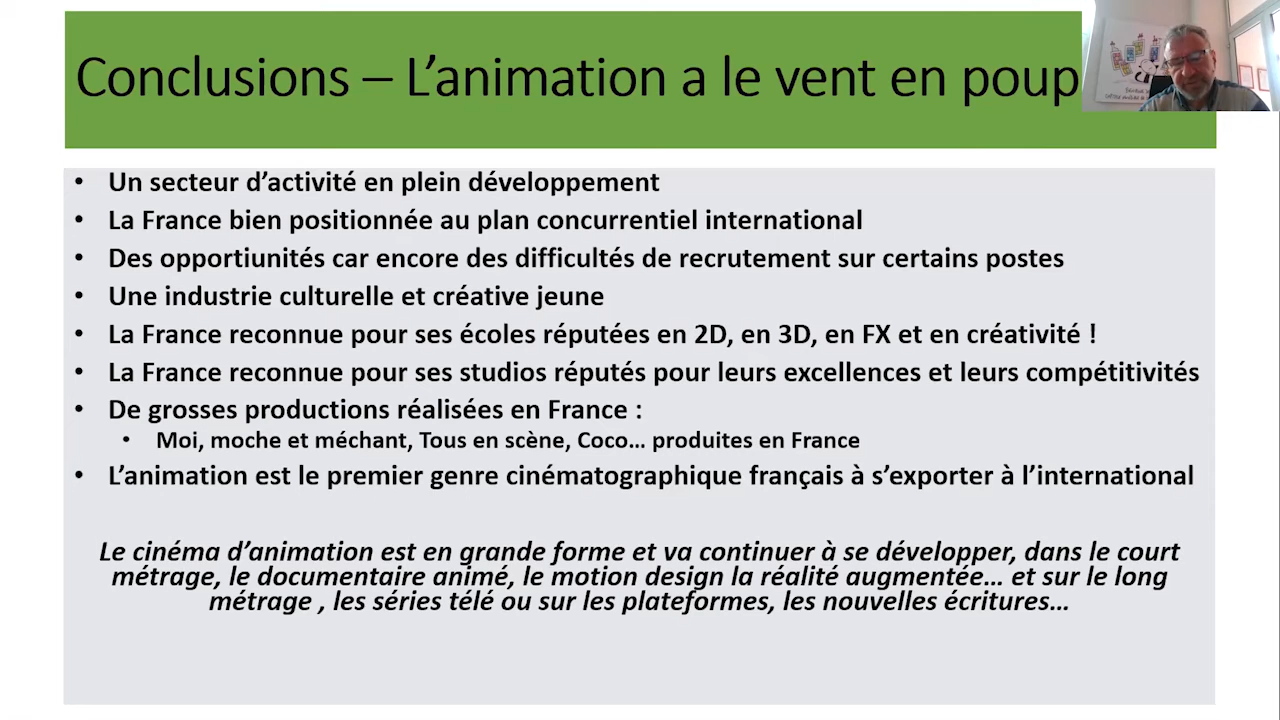 Conclusions – L’animation a le vent en poup
• Un secteur d’activité en plein développement
• La France bien positionnée au plan concurrentiel international
• Des opportiunités car encore des difficultés de recrutement sur certains postes
• Une industrie culturelle et créative jeune
• La France reconnue pour ses écoles réputées en 2D, en 3D, en FX et en créativité !
• La France reconnue pour ses studios réputés pour leurs excellences et leurs compétitivités
• De grosses productions réalisées en France :
• Moi, moche et méchant, Tous en scène, Coco… produites en France
• L’animation est le premier genre cinématographique français à s’exporter à l’international
Le cinéma d’animation est en grande forme et va continuer à se développer, dans le court
métrage, le documentaire animé, le motion design la réalité augmentée… et sur le long
métrage , les séries télé ou sur les plateformes, les nouvelles écritures…